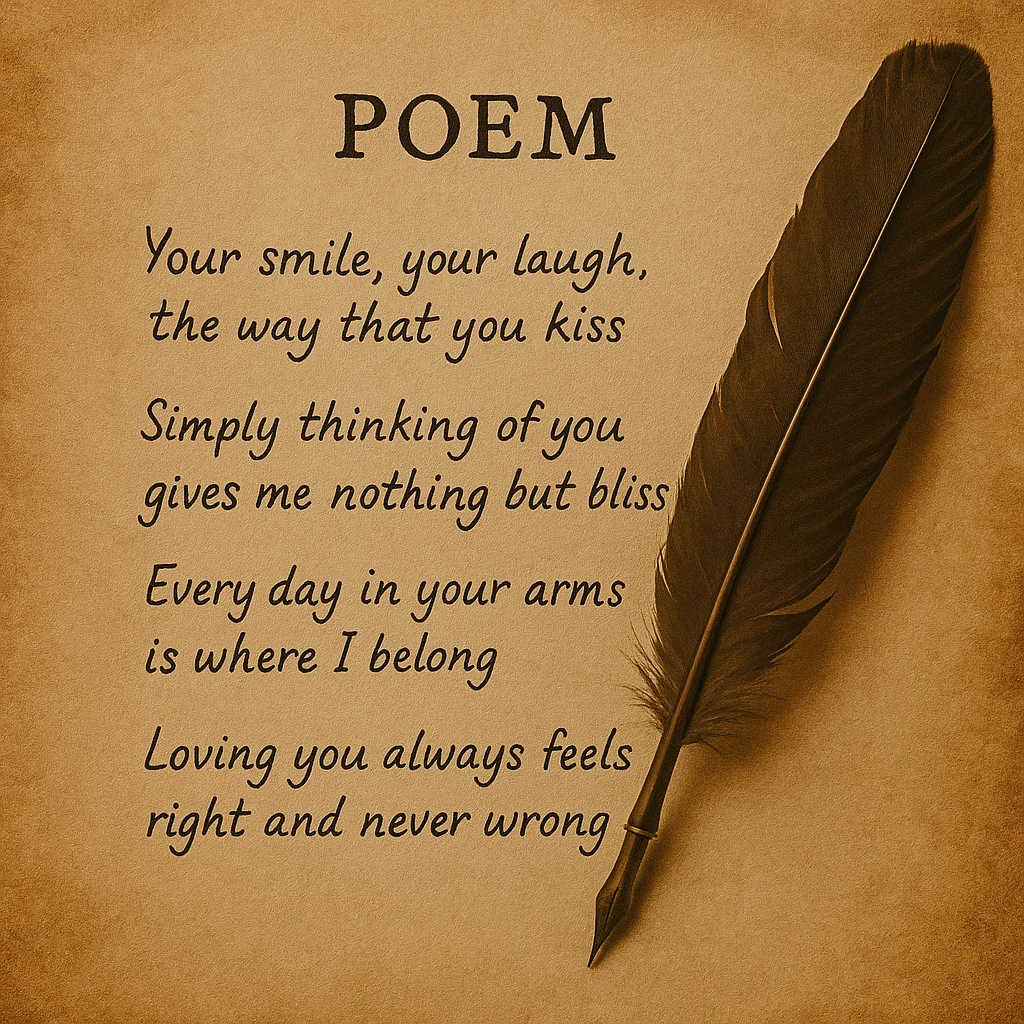 POEM
Your smile, your laugh,
the way that you kiss
Simply thinking of you
gives me nothing but bliss
Every day in your arms
is where I belong
Loving you always feels
right and never wrong